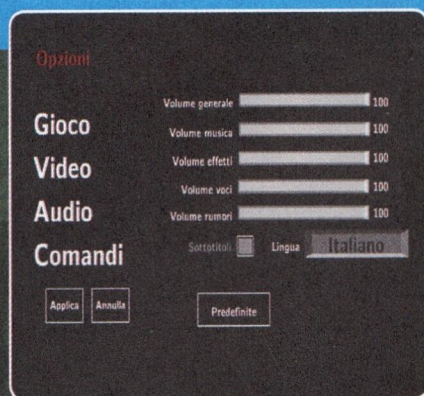 Opzioni
Gioco
Video
Audio
Comandi
Volume generale 100
Volume musica 100
Volume effetti 100
Volume voci 100
Volume rumori 100
Sottotitoli Lingua Italiano
Applica Annulla Predefinite